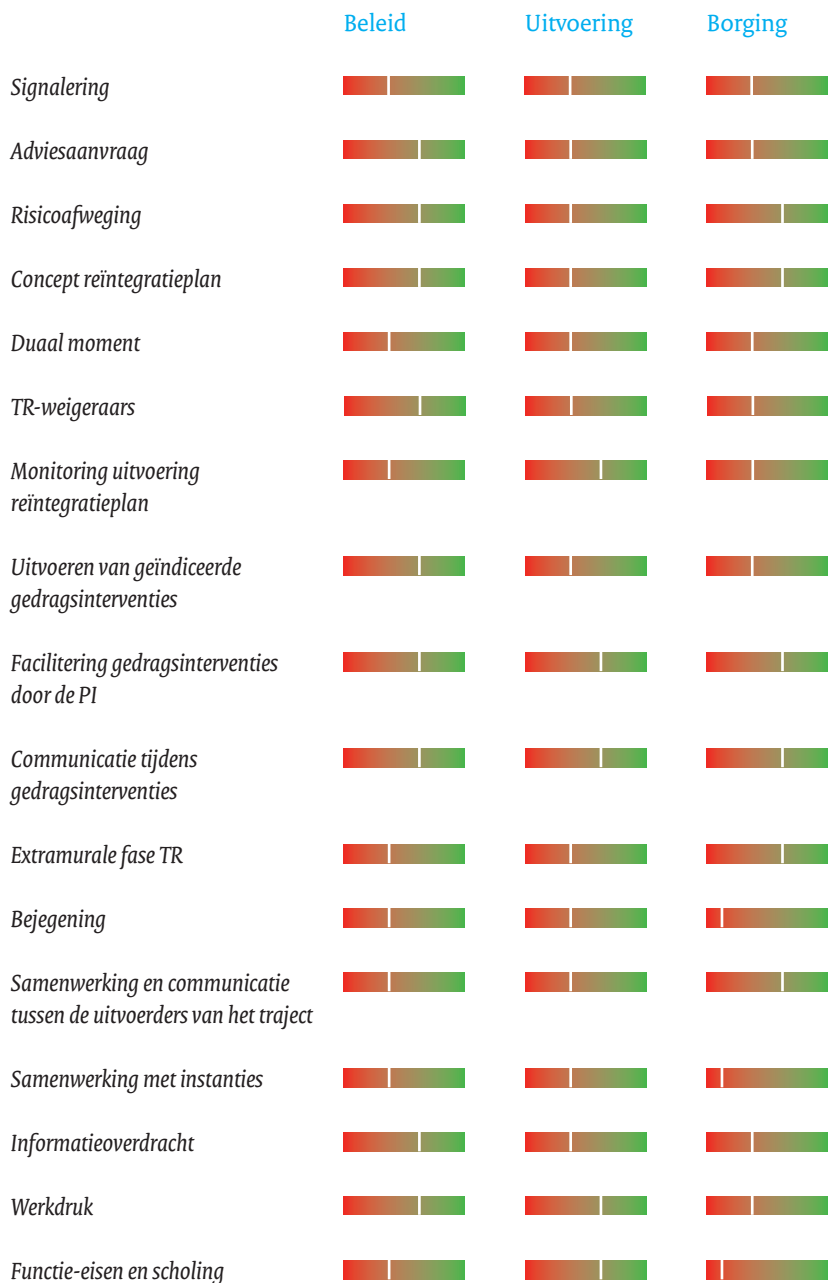 Beleid Uitvoering Borging
Signalering
Adviesaanvraag
Risicoafweging
Concept reïntegratieplan
Duaal moment
TR-weigeraars
Monitoring uitvoering
reïntegratieplan
Uitvoeren van geïndiceerde
gedragsinterventies
Facilitering gedragsinterventies
door de PI
Communicatie tijdens
gedragsinterventies
Extramurale fase TR
Bejegening
Samenwerking en communicatie
tussen de uitvoerders van het traject
Samenwerking met instanties
Informatieoverdracht
Werkdruk
Functie-eisen en scholing